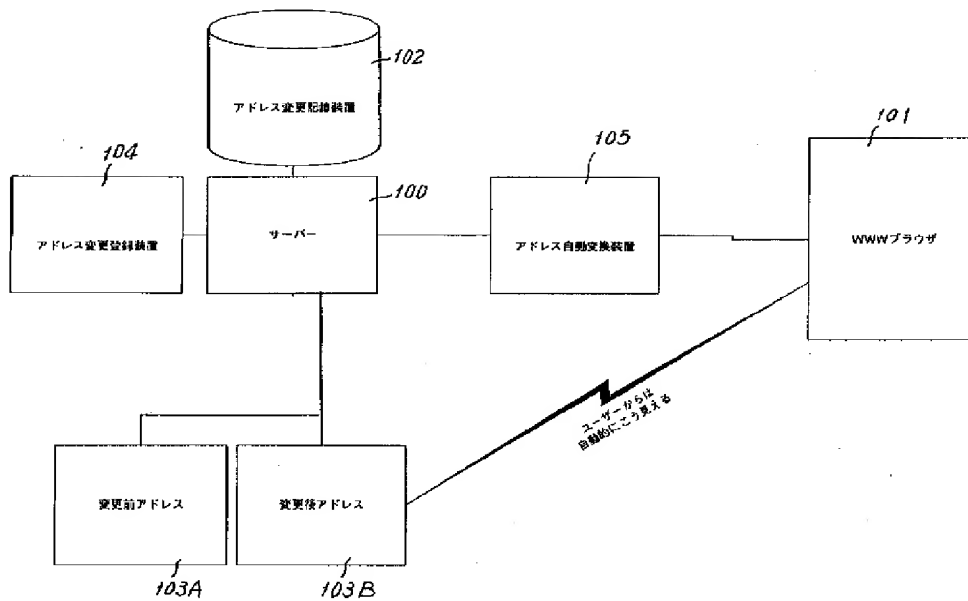 102
アドレス変更記録装置
101
104
105
100
アドレス変更登録装置
サーバー
アドレス自動変換装置
WWWブラウザ
ユーザーからは
自動的にこう見える
変更前アドレス
変更後アドレス
103A
103B